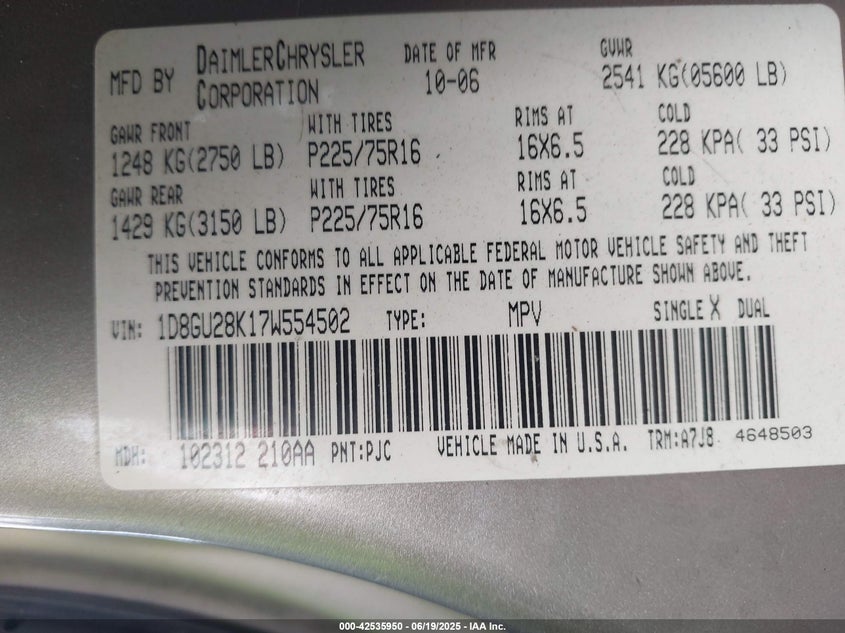 MFD BY DAIMLERCHRYSLER CORPORATION DATE OF MFR 10-06 GVWR 2541 KG(05600 LB)
GAWR FRONT WITH TIRES RIMS AT COLD
1248 KG(2750 LB) P225/75R16 16X6.5 228 KPA( 33 PSI)
GAWR REAR WITH TIRES RIMS AT COLD
1429 KG(3150 LB) P225/75R16 16X6.5 228 KPA( 33 PSI)
THIS VEHICLE CONFORMS TO ALL APPLICABLE FEDERAL MOTOR VEHICLE SAFETY AND THEFT
PREVENTION STANDARDS IN EFFECT ON THE DATE OF MANUFACTURE SHOWN ABOVE.
VIN: 1D8GU28K17W554502 TYPE: MPV SINGLE X DUAL
MDH: 102312 210AA PNT:PJC VEHICLE MADE IN U.S.A. TRM:A7J8 4648503
000-42535950 - 06/19/2025 - IAA Inc.